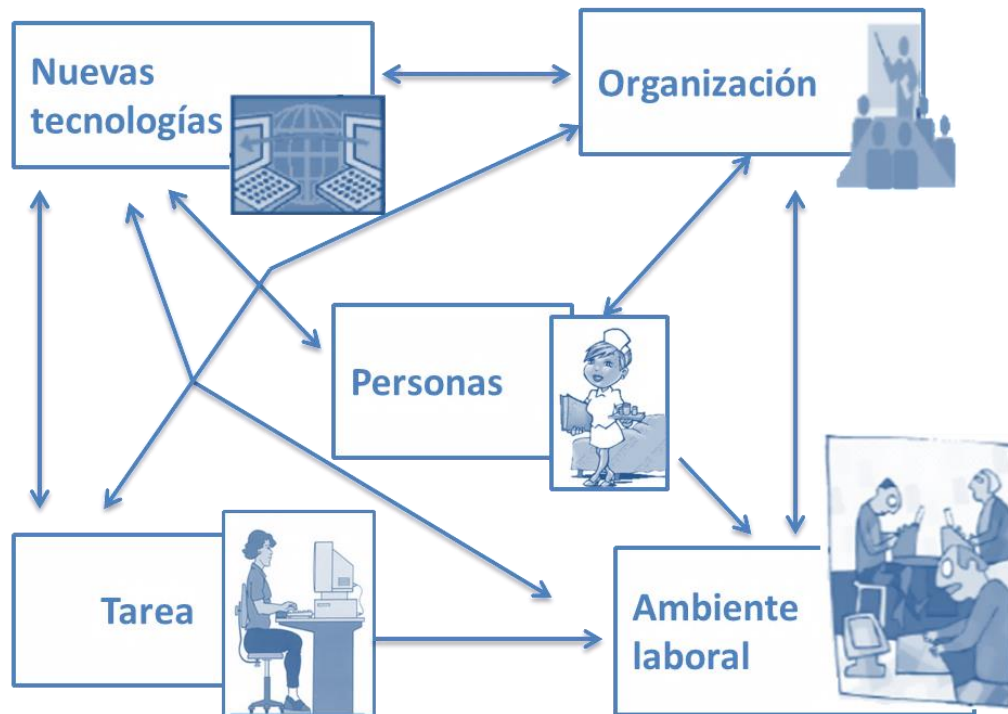 Nuevas
tecnologías
Organización
Personas
Tarea
Ambiente
laboral